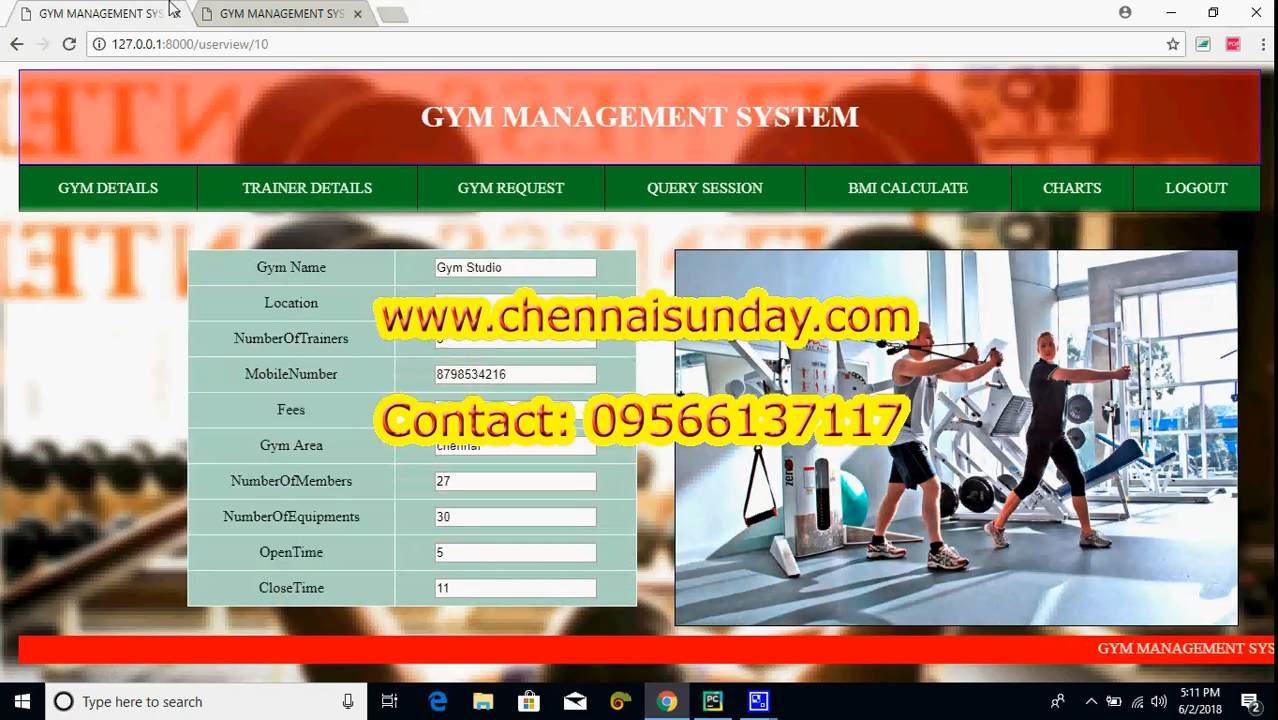 GYM MANAGEMENT SYS
GYM MANAGEMENT SYS
127.0.0.1:8000/userview/10
GYM MANAGEMENT SYSTEM
GYM DETAILS
TRAINER DETAILS
GYM REQUEST
QUERY SESSION
BMI CALCULATE
CHARTS
LOGOUT
Gym Name
Gym Studio
Location
www.chennaisunday.com
NumberOfTrainers
MobileNumber
8798534216
Fees
Contact: 09566137117
Gym Area
chennai
NumberOfMembers
27
NumberOfEquipments
30
OpenTime
5
CloseTime
11
GYM MANAGEMENT SYS
Type here to search
5:11 PM
6/2/2018
2